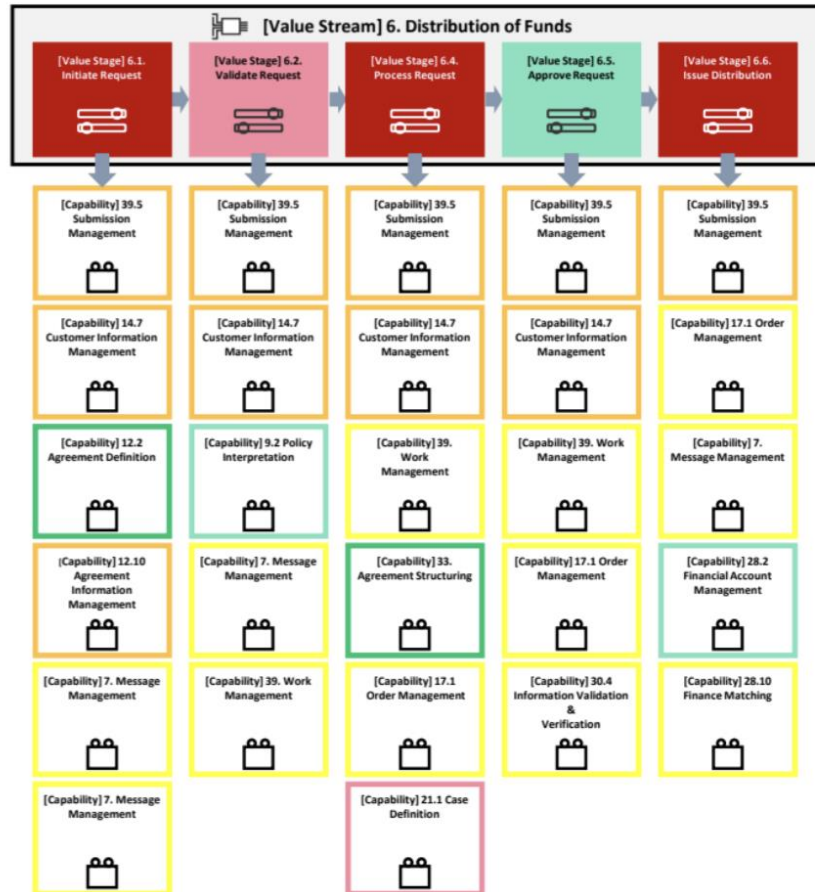 [Value Stream] 6. Distribution of Funds
[Value Stage] 6.1.
Initiate Request
[Value Stage] 6.2.
Validate Request
[Value Stage] 6.4.
Process Request
[Value Stage] 6.5.
Approve Request
[Value Stage] 6.6.
Issue Distribution
[Capability] 39.5
Submission
Management
[Capability] 39.5
Submission
Management
[Capability] 39.5
Submission
Management
[Capability] 39.5
Submission
Management
[Capability] 39.5
Submission
Management
[Capability] 14.7
Customer Information
Management
[Capability] 14.7
Customer Information
Management
[Capability] 14.7
Customer Information
Management
[Capability] 14.7
Customer Information
Management
[Capability] 17.1 Order
Management
[Capability] 12.2
Agreement Definition
[Capability] 9.2 Policy
Interpretation
[Capability] 39.
Work
Management
[Capability] 39. Work
Management
[Capability] 7.
Message Management
[Capability] 12.10
Agreement
Information
Management
[Capability] 7. Message
Management
[Capability] 33.
Agreement Structuring
[Capability] 17.1 Order
Management
[Capability] 28.2
Financial Account
Management
[Capability] 7. Message
Management
[Capability] 39. Work
Management
[Capability] 17.1
Order Management
[Capability] 30.4
Information Validation
&
Verification
[Capability] 28.10
Finance Matching
[Capability] 7. Message
Management
[Capability] 21.1 Case
Definition